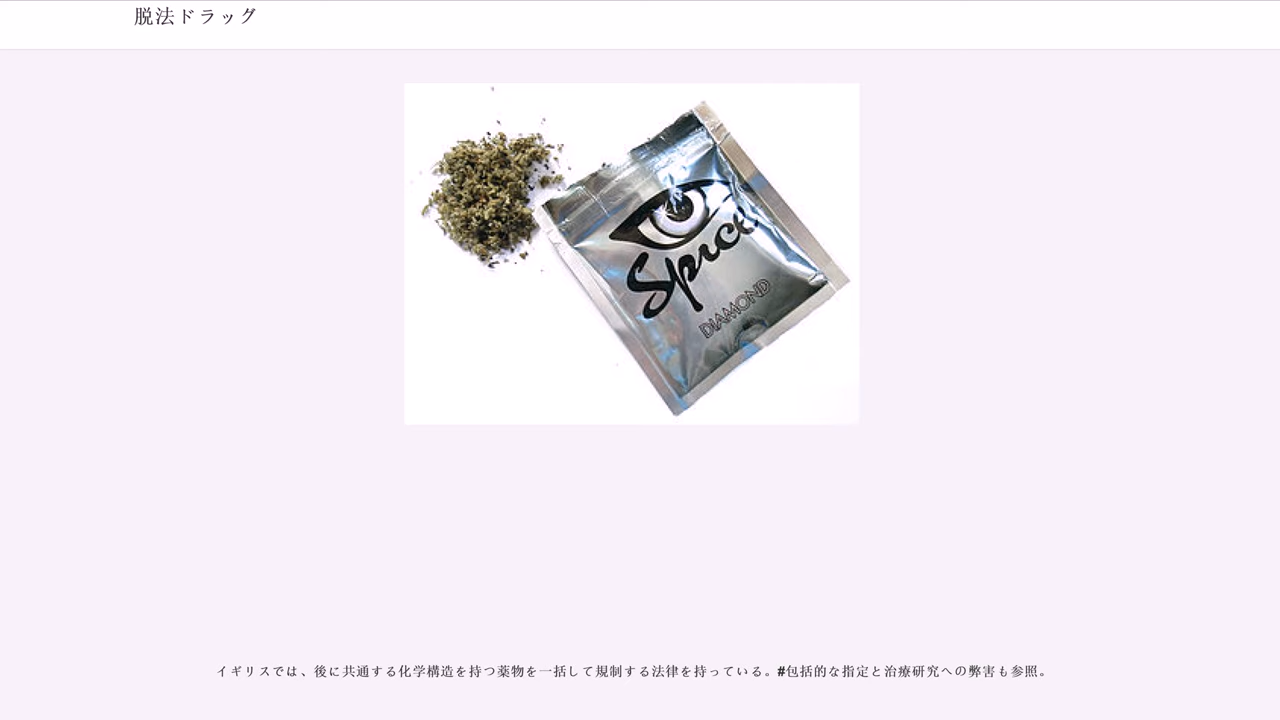 脱法ドラッグ
Spice
DIAMOND
イギリスでは、後に共通する化学構造を持つ薬物を一括して規制する法律を持っている。#包括的な指定と治療研究への弊害も参照。